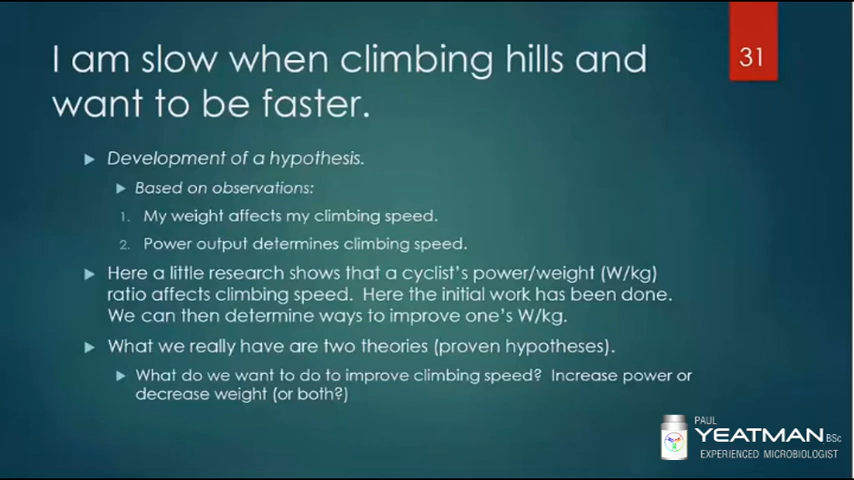 I am slow when climbing hills and
want to be faster.
31
Development of a hypothesis.
Based on observations:
1. My weight affects my climbing speed.
2. Power output determines climbing speed.
Here a little research shows that a cyclist's power/weight (W/kg)
ratio affects climbing speed. Here the initial work has been done.
We can then determine ways to improve one's W/kg.
What we really have are two theories (proven hypotheses).
What do we want to do to improve climbing speed? Increase power or
decrease weight (or both?)
PAUL
YEATMAN BSc
EXPERIENCED MICROBIOLOGIST